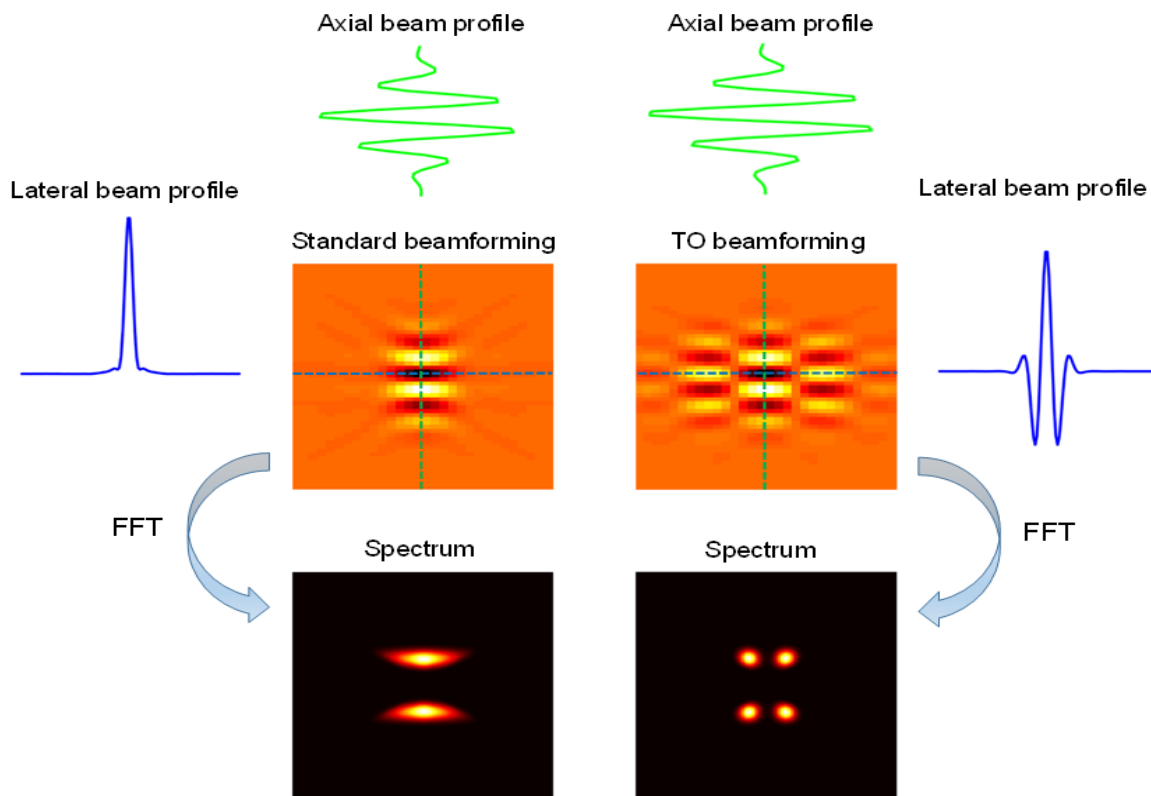 Axial beam profile
Axial beam profile
Lateral beam profile
Lateral beam profile
Standard beamforming
TO beamforming
FFT
FFT
Spectrum
Spectrum